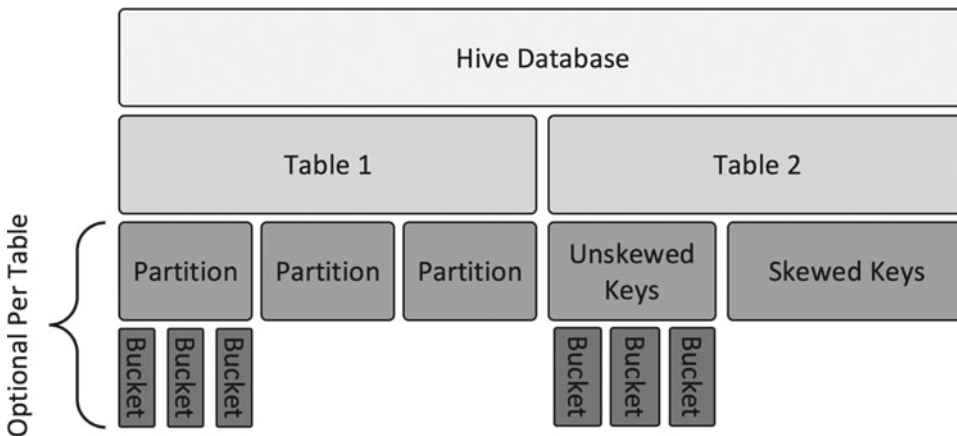 Hive Database
Table 1
Table 2
Optional Per Table
Partition
Partition
Partition
Unskewed
Keys
Skewed Keys
Bucket
Bucket
Bucket
Bucket
Bucket
Bucket